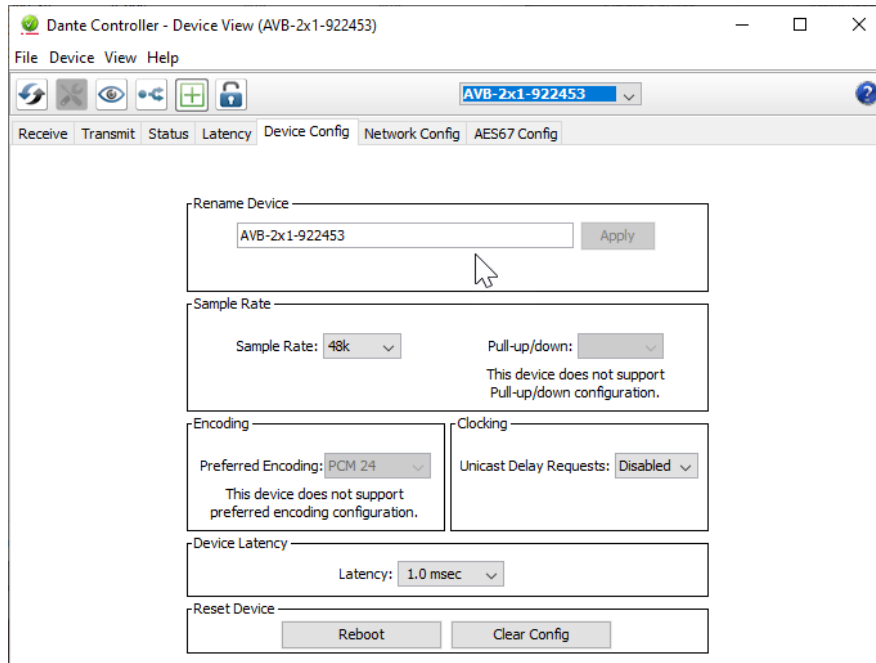 Dante Controller - Device View (AVB-2x1-922453)
File Device View Help
AVB-2x1-922453
Receive Transmit Status Latency Device Config Network Config AES67 Config
Rename Device
AVB-2x1-922453 Apply
Sample Rate
Sample Rate: 48k Pull-up/down:
This device does not support
Pull-up/down configuration.
Encoding
Preferred Encoding: PCM 24
This device does not support
preferred encoding configuration.
Clocking
Unicast Delay Requests: Disabled
Device Latency
Latency: 1.0 msec
Reset Device
Reboot Clear Config